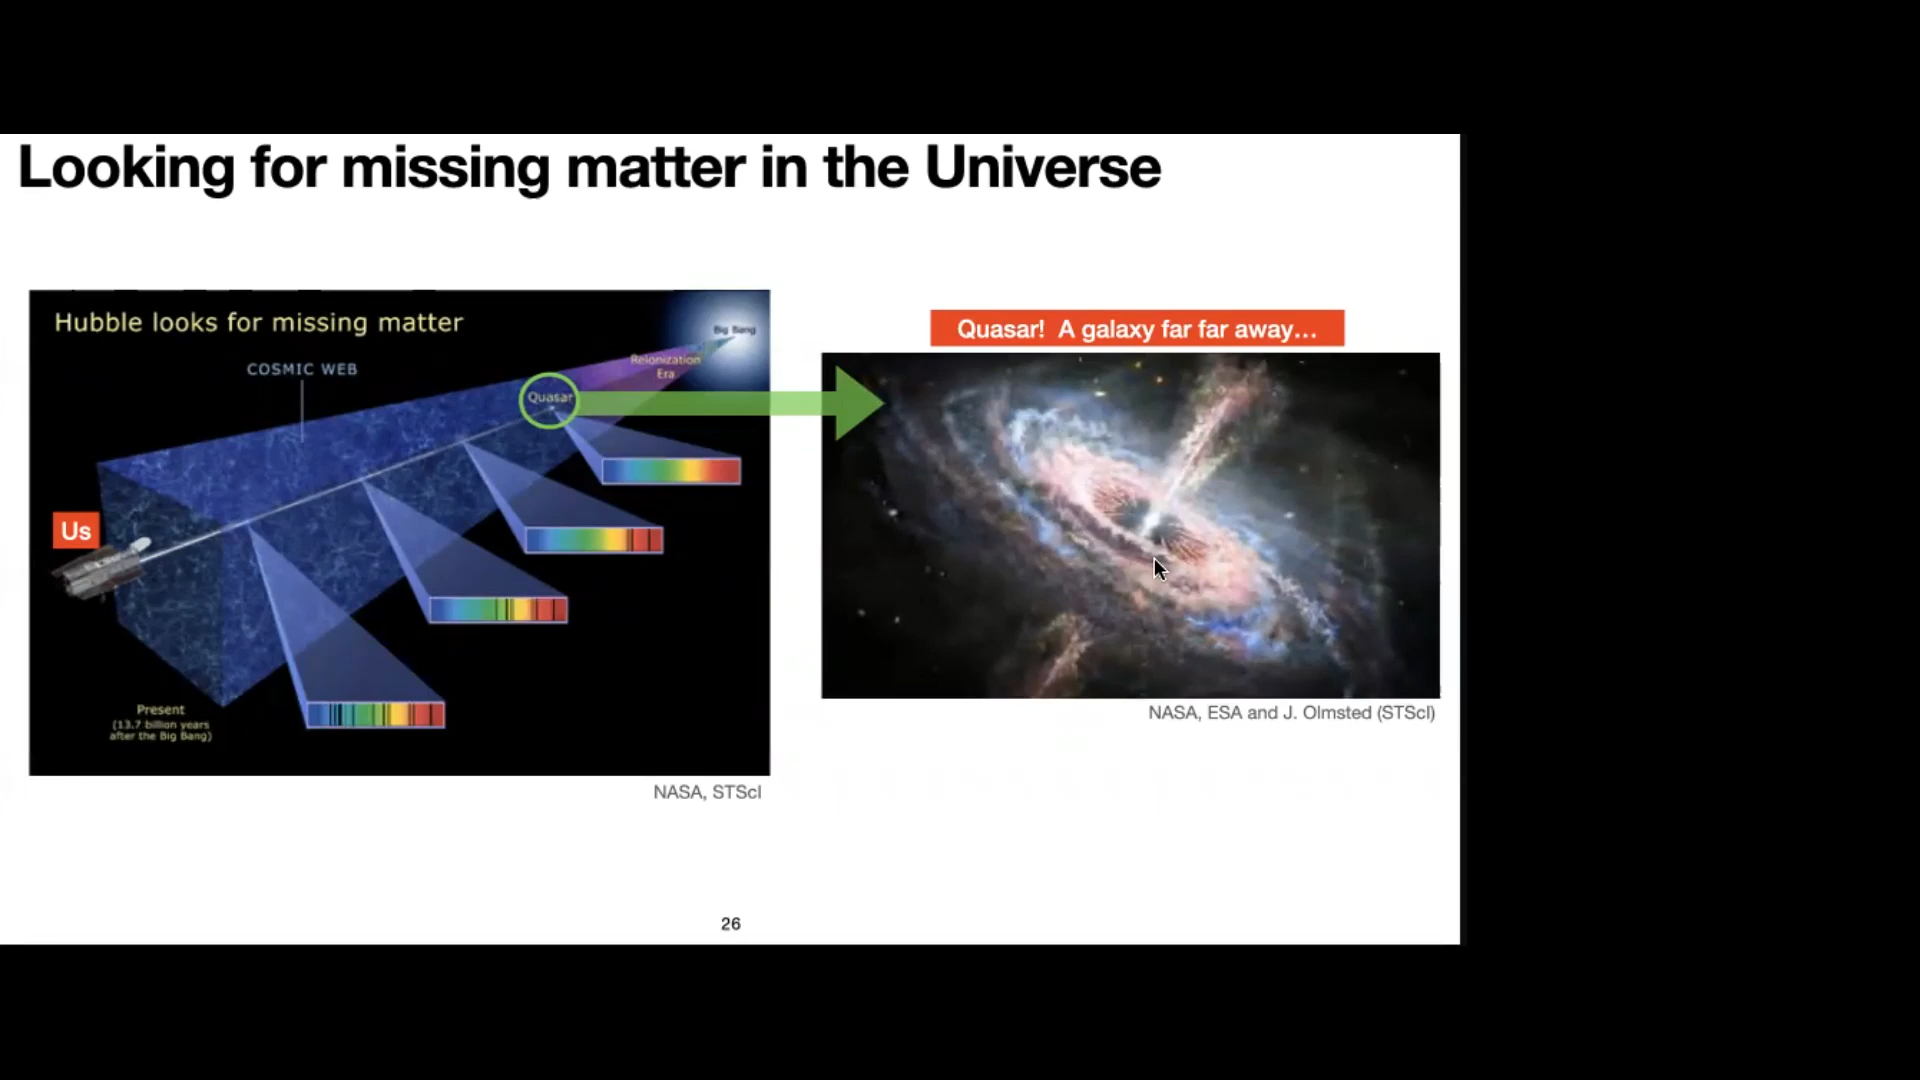 Looking for missing matter in the Universe
Hubble looks for missing matter
Big Bang
COSMIC WEB
Reionization
Era
Quasar
Us
Present
(13.7 billion years
after the Big Bang)
NASA, STScI
Quasar! A galaxy far far away...
NASA, ESA and J. Olmsted (STScI)
26